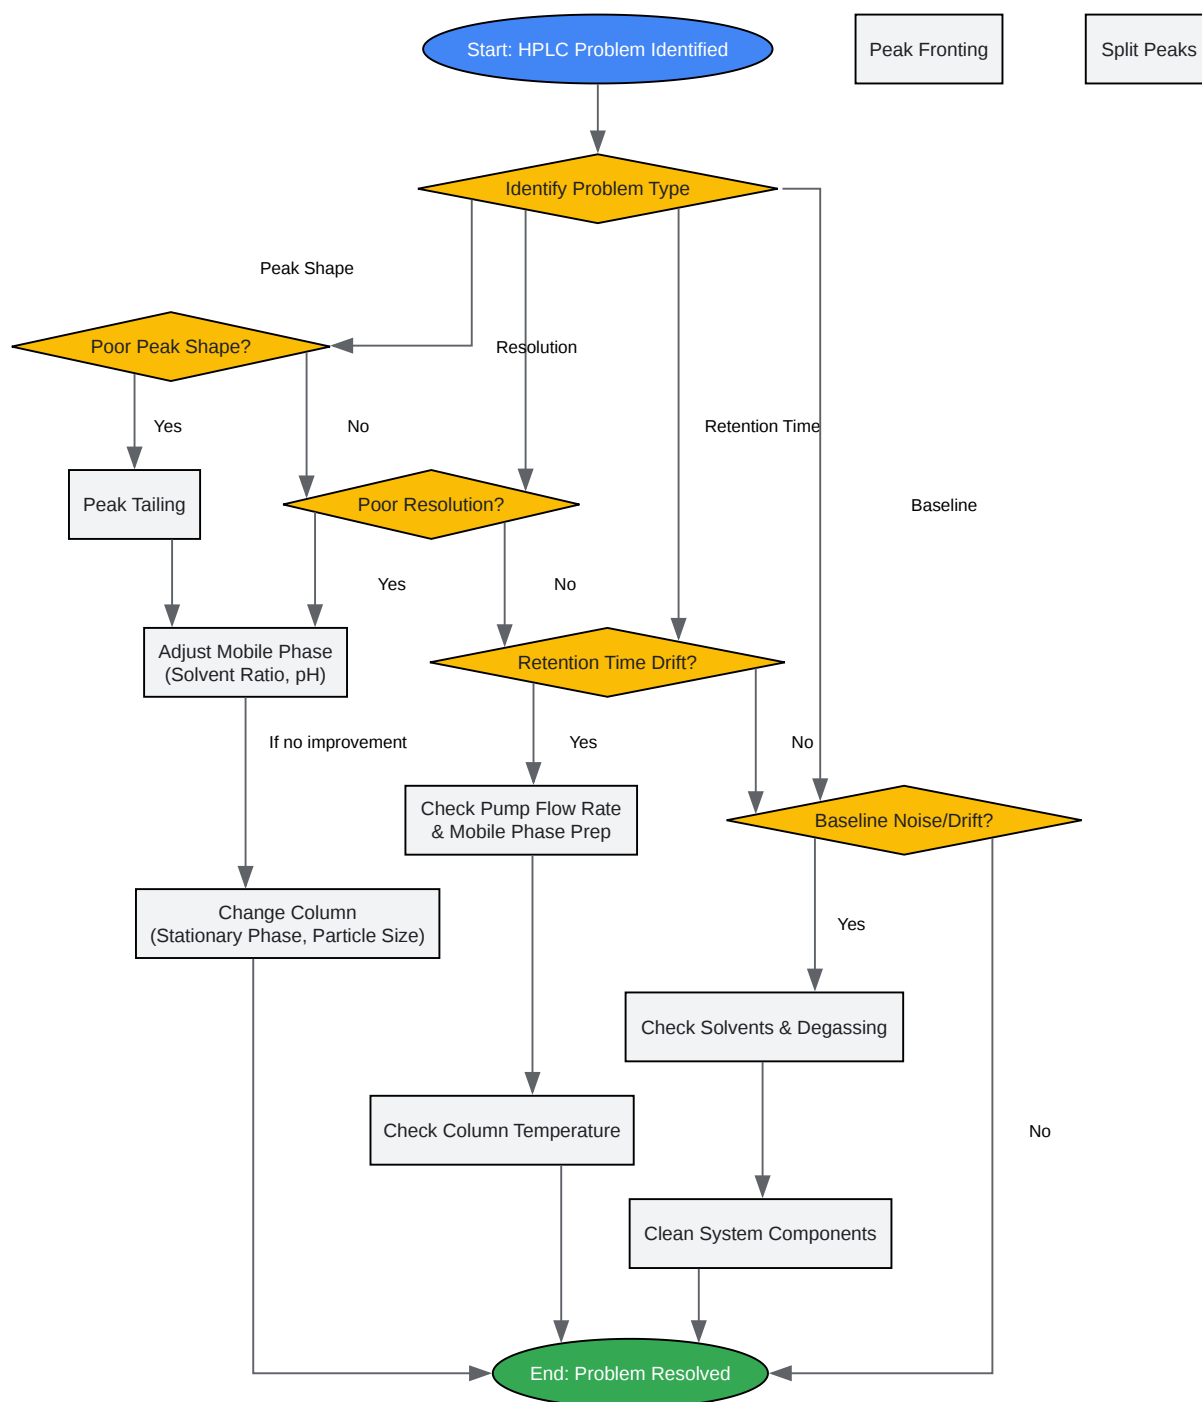 Start: HPLC Problem Identified
Peak Fronting
Split Peaks
Identify Problem Type
Peak Shape
Poor Peak Shape?
Resolution
Yes
No
Retention Time
Peak Tailing
Poor Resolution?
Baseline
Yes
No
Adjust Mobile Phase
(Solvent Ratio, pH)
Retention Time Drift?
If no improvement
Yes
No
Check Pump Flow Rate
& Mobile Phase Prep
Baseline Noise/Drift?
Change Column
(Stationary Phase, Particle Size)
Yes
Check Solvents & Degassing
Check Column Temperature
No
Clean System Components
End: Problem Resolved